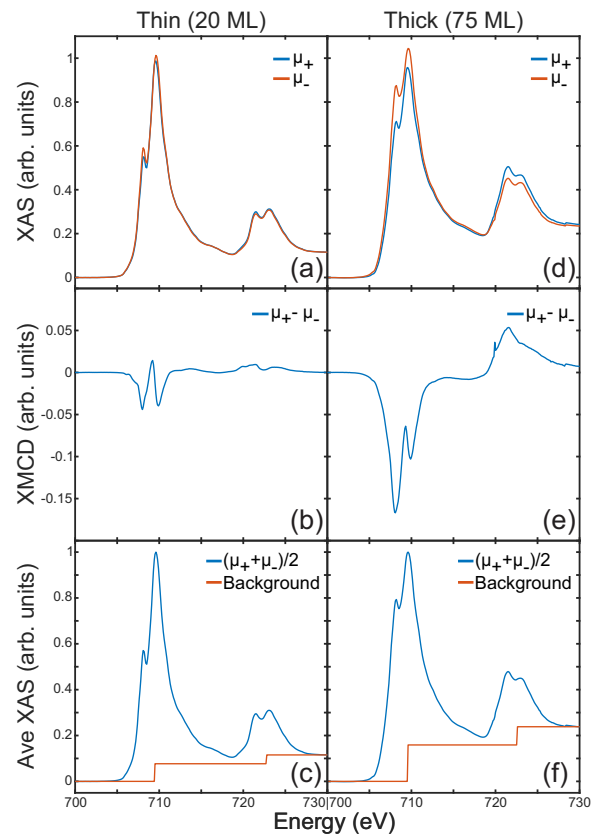 Thin (20 ML)
Thick (75 ML)
XAS (arb. units)
1
0.8
0.6
0.4
0.2
0
μ+
μ-
(a)
μ+
μ-
(d)
XMCD (arb. units)
0.05
0
-0.05
-0.1
-0.15
μ+- μ-
(b)
μ+- μ-
(e)
Ave XAS (arb. units)
1
0.8
0.6
0.4
0.2
0
(μ++μ-)/2
Background
(c)
(μ++μ-)/2
Background
(f)
700 710 720 730 700 710 720 730
Energy (eV)